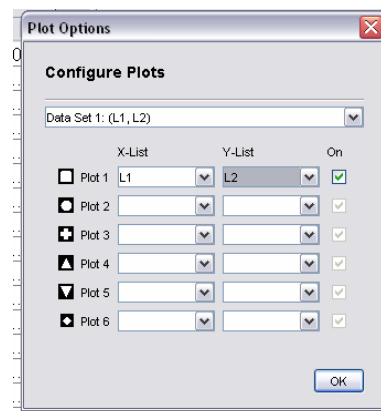 Plot Options
Configure Plots
Data Set 1: (L1, L2)
X-List Y-List On
Plot 1 L1 L2
Plot 2
Plot 3
Plot 4
Plot 5
Plot 6
OK